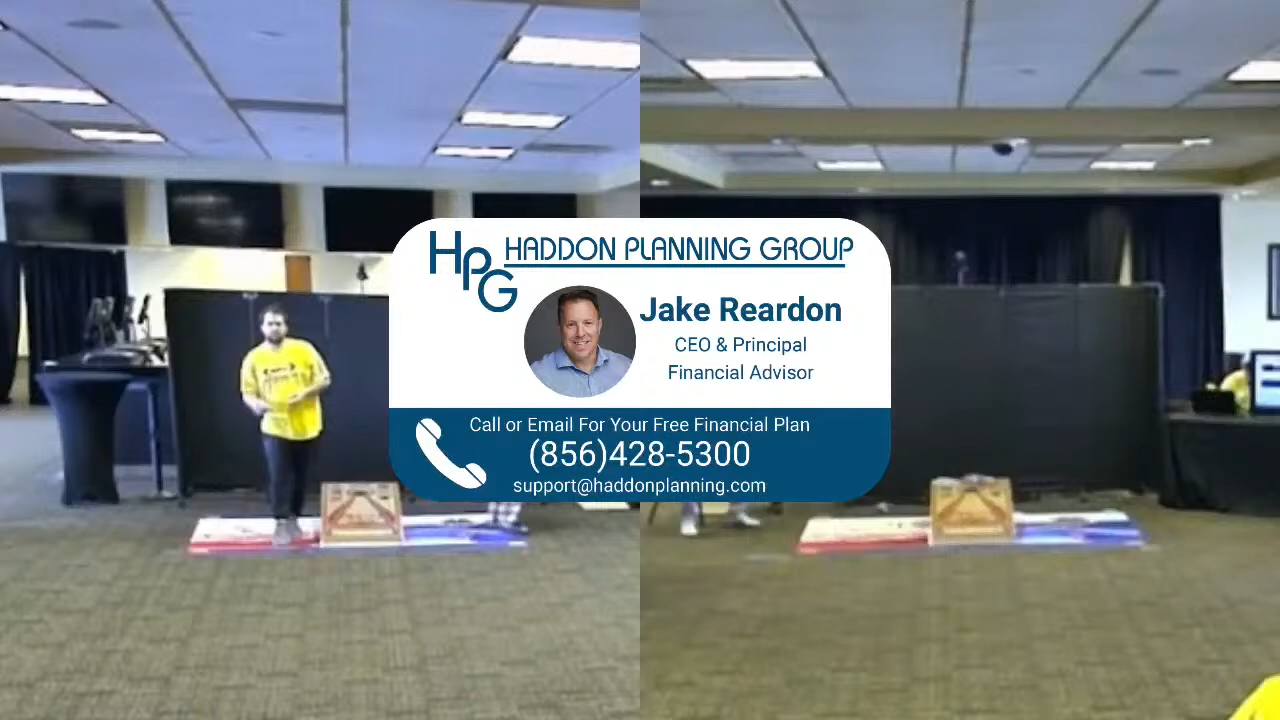 HPG HADDON PLANNING GROUP
Jake Reardon
CEO & Principal
Financial Advisor
Call or Email For Your Free Financial Plan
(856)428-5300
support@haddonplanning.com